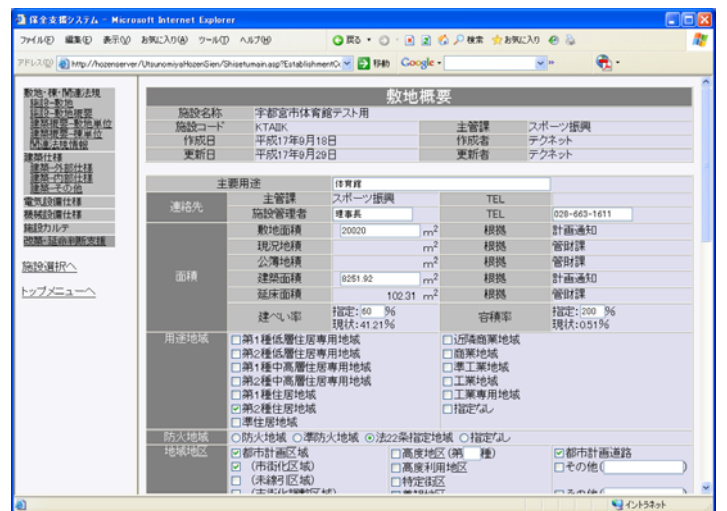 保全支援システム - Microsoft Internet Explorer
ファイル(F) 編集(E) 表示(V) お気に入り(A) ツール(T) ヘルプ(H) 戻る 検索 お気に入り
アドレス(D) http://hozenserver/UtsunomiyaHozenSien/Shisetumain.asp?Establishment 移動 Google
敷地・棟・関連法規
施設-敷地
施設-敷地概要
建築概要-敷地単位
建築概要-棟単位
関連法規情報
建築仕様
建築-外部仕様
建築-内部仕様
建築-その他
電気設備仕様
機械設備仕様
施設カルテ
改築・延命判断支援
施設選択へ
トップメニューへ
敷地概要
施設名称 宇都宮市体育館テスト用
施設コード KTAIIK 主管課 スポーツ振興
作成日 平成17年9月18日 作成者 テクネット
更新日 平成17年9月29日 更新者 テクネット
主要用途 体育館
連絡先 主管課 スポーツ振興 TEL
施設管理者 理事長 TEL 028-663-1611
面積 敷地面積 20020 m2 根拠 計画通知
現況地積 m2 根拠 管財課
公簿地積 m2 根拠 管財課
建築面積 8251.92 m2 根拠 計画通知
延床面積 102.31 m2 根拠 管財課
建ぺい率 指定: 60 % 現状:41.21% 容積率 指定: 200 % 現状:0.51%
用途地域 第1種低層住居専用地域 近隣商業地域
第2種低層住居専用地域 商業地域
第1種中高層住居専用地域 準工業地域
第2種中高層住居専用地域 工業地域
第1種住居地域 工業専用地域
第2種住居地域 指定なし
準住居地域
防火地域 防火地域 準防火地域 法22条指定地域 指定なし
地域地区 都市計画区域 高度地区(第 種) 都市計画道路
(市街化区域) 高度利用地区 その他( )
(未線引区域) 特定街区
イントラネット